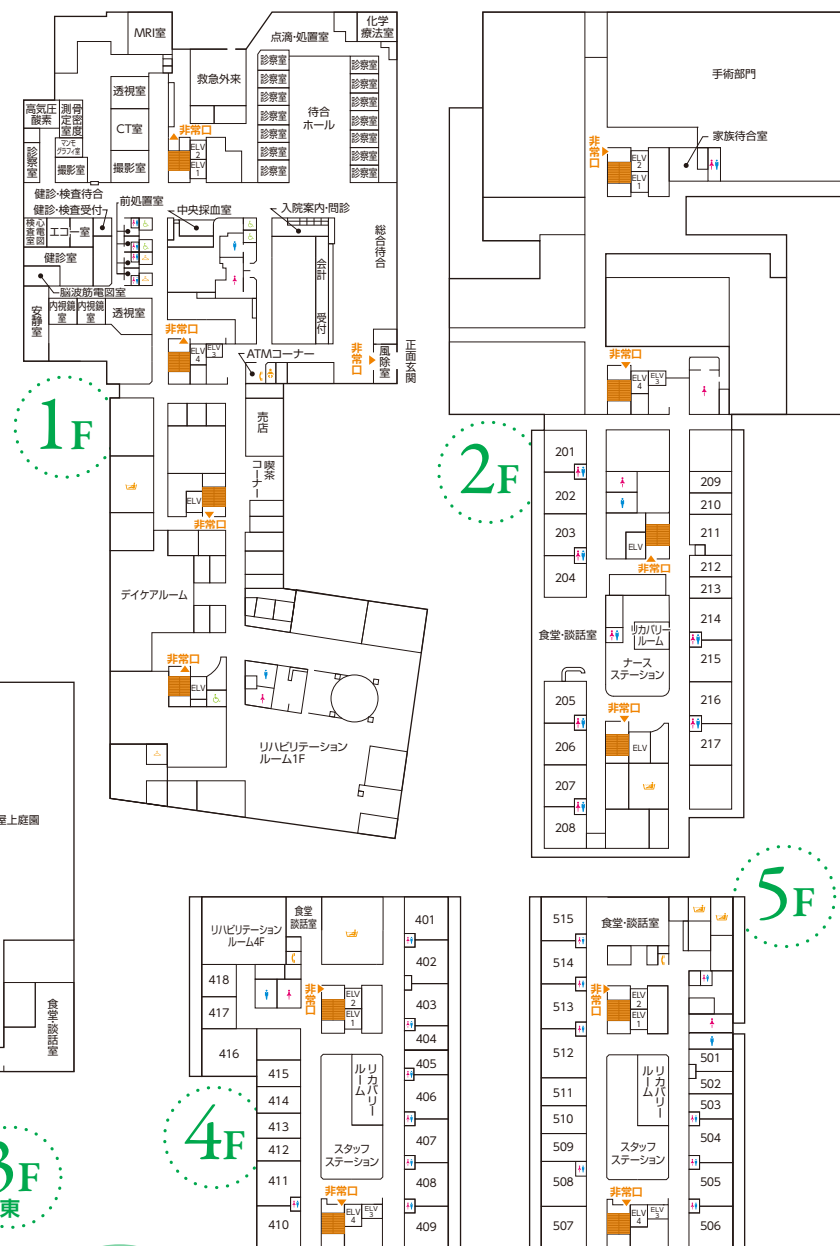 MRI室
点滴・処置室
化学
療法室
救急外来
診察室
診察室
診察室
診察室
診察室
診察室
診察室
待合
ホール
診察室
診察室
診察室
診察室
診察室
診察室
診察室
透視室
CT室
撮影室
高気圧
酸素
測骨
定密
室度
マンモ
グラフィ室
撮影室
診察室
非常口
ELV
2
ELV
1
健診・検査待合
健診・検査受付
前処置室
中央採血室
入院案内・問診
総合待合
心電図
検査室
エコー室
健診室
脳波筋電図室
安静室
内視鏡
室
内視鏡
室
透視室
会計
受付
非常口
ELV
4
ELV
3
ATMコーナー
非常口
風除室
正面玄関
1F
売店
喫茶
コーナー
ELV
非常口
デイケアルーム
非常口
ELV
リハビリテーション
ルーム1F
手術部門
家族待合室
非常口
ELV
2
ELV
1
非常口
ELV
4
ELV
3
2F
201
202
203
204
食堂・談話室
205
206
207
208
ELV
非常口
リカバリー
ルーム
ナース
ステーション
非常口
ELV
209
210
211
212
213
214
215
216
217
屋上庭園
食堂・談話室
3F
東
4F
リハビリテーション
ルーム4F
食堂
談話室
418
417
416
415
414
413
412
411
410
非常口
ELV
2
ELV
1
リカバリー
ルーム
スタッフ
ステーション
非常口
ELV
4
ELV
3
401
402
403
404
405
406
407
408
409
5F
515
514
513
512
511
510
509
508
507
食堂・談話室
非常口
ELV
2
ELV
1
リカバリー
ルーム
スタッフ
ステーション
非常口
ELV
4
ELV
3
501
502
503
504
505
506